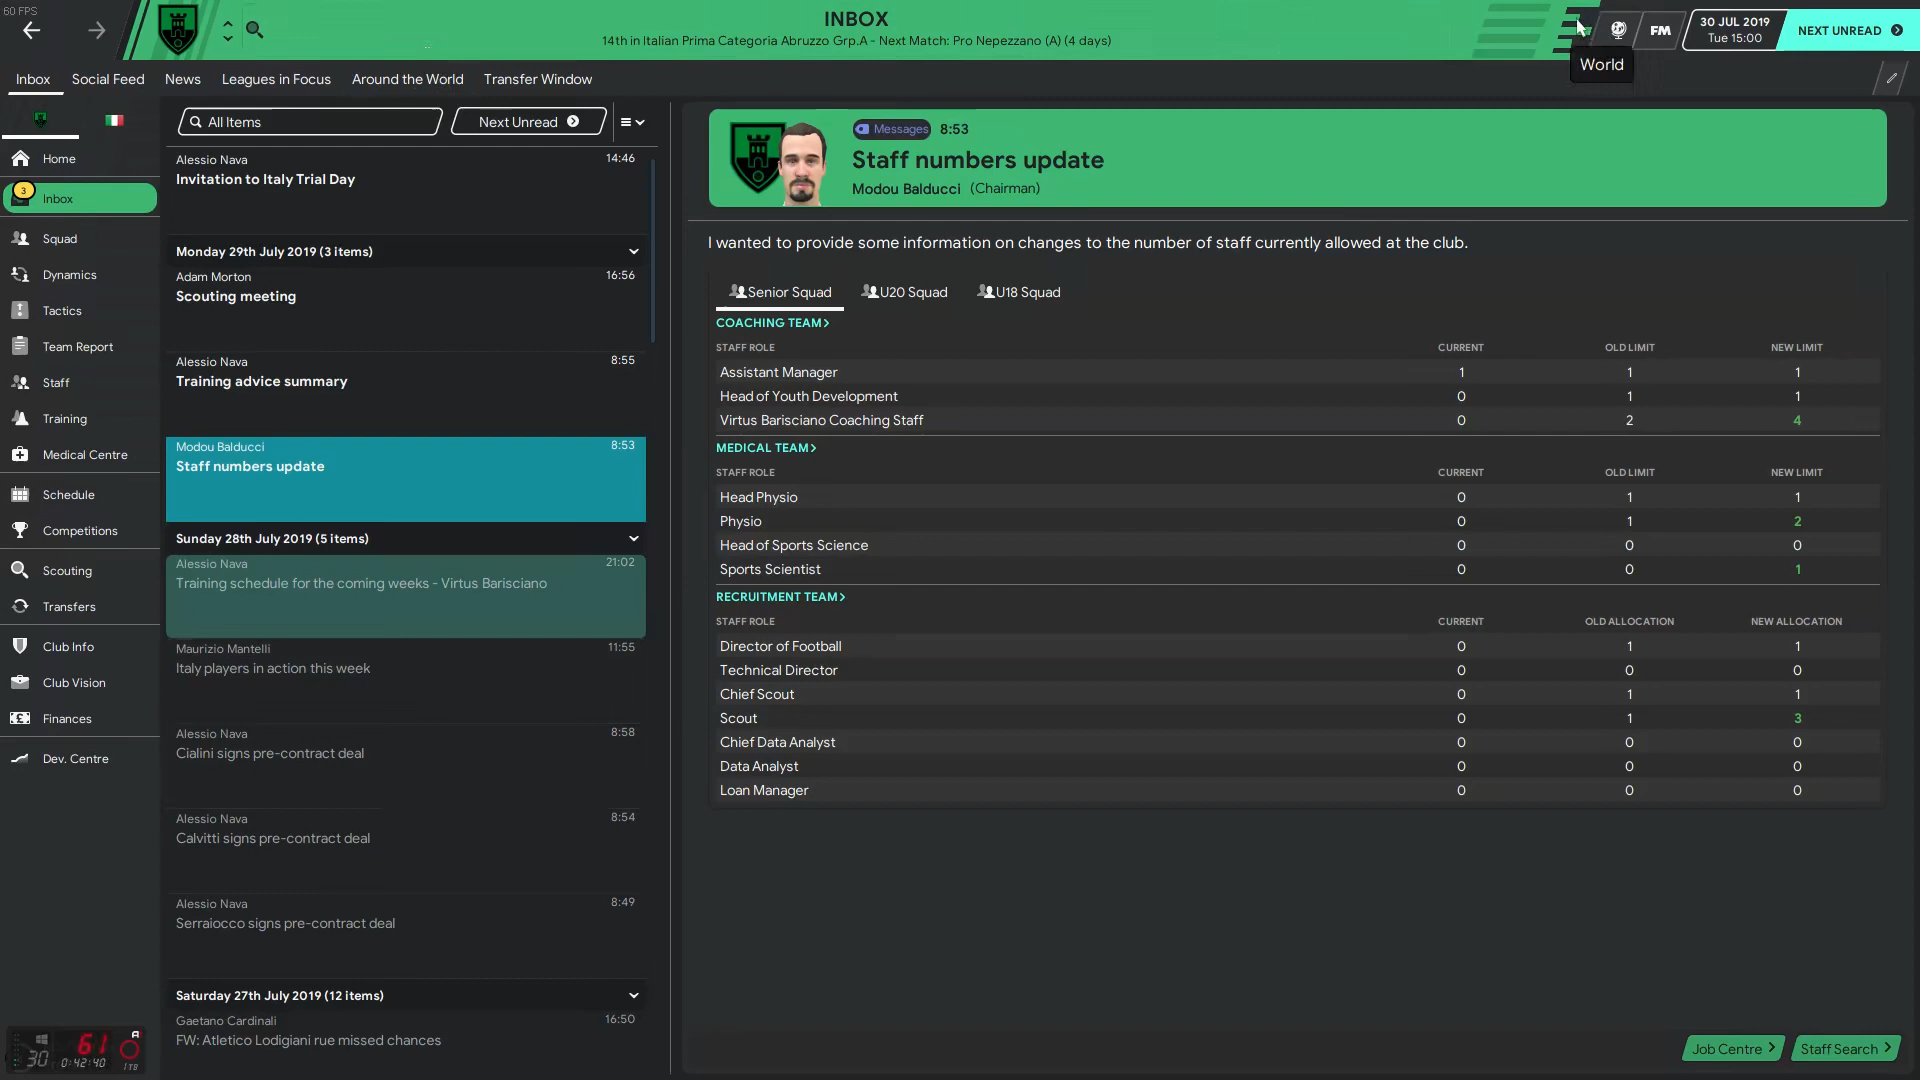 60 FPS
INBOX
14th in Italian Prima Categoria Abruzzo Grp.A - Next Match: Pro Nepezzano (A) (4 days)
FM
30 JUL 2019
Tue 15:00
NEXT UNREAD
World
Inbox
Social Feed
News
Leagues in Focus
Around the World
Transfer Window
Home
3
Inbox
Squad
Dynamics
Tactics
Team Report
Staff
Training
Medical Centre
Schedule
Competitions
Scouting
Transfers
Club Info
Club Vision
Finances
Dev. Centre
All Items
Next Unread
Alessio Nava 14:46
Invitation to Italy Trial Day
Monday 29th July 2019 (3 items)
Adam Morton 16:56
Scouting meeting
Alessio Nava 8:55
Training advice summary
Modou Balducci 8:53
Staff numbers update
Sunday 28th July 2019 (5 items)
Alessio Nava 21:02
Training schedule for the coming weeks - Virtus Barisciano
Maurizio Mantelli 11:55
Italy players in action this week
Alessio Nava 8:58
Cialini signs pre-contract deal
Alessio Nava 8:54
Calvitti signs pre-contract deal
Alessio Nava 8:49
Serraiocco signs pre-contract deal
Saturday 27th July 2019 (12 items)
Gaetano Cardinali 16:50
FW: Atletico Lodigiani rue missed chances
Messages 8:53
Staff numbers update
Modou Balducci (Chairman)
I wanted to provide some information on changes to the number of staff currently allowed at the club.
Senior Squad
U20 Squad
U18 Squad
COACHING TEAM>
STAFF ROLE CURRENT OLD LIMIT NEW LIMIT
Assistant Manager 1 1 1
Head of Youth Development 0 1 1
Virtus Barisciano Coaching Staff 0 2 4
MEDICAL TEAM>
STAFF ROLE CURRENT OLD LIMIT NEW LIMIT
Head Physio 0 1 1
Physio 0 1 2
Head of Sports Science 0 0 0
Sports Scientist 0 0 1
RECRUITMENT TEAM>
STAFF ROLE CURRENT OLD ALLOCATION NEW ALLOCATION
Director of Football 0 1 1
Technical Director 0 0 0
Chief Scout 0 1 1
Scout 0 1 3
Chief Data Analyst 0 0 0
Data Analyst 0 0 0
Loan Manager 0 0 0
Job Centre >
Staff Search >
61
30
0:42:40
A
1TB